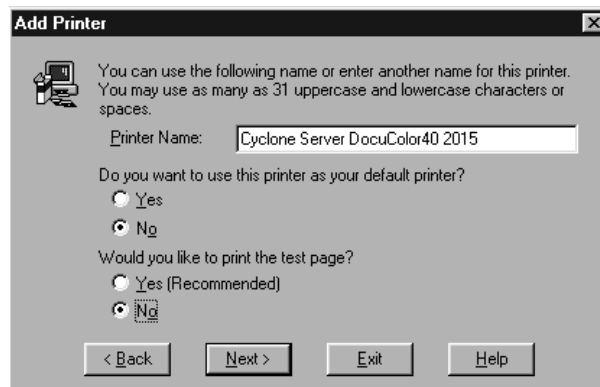 Add Printer
You can use the following name or enter another name for this printer.
You may use as many as 31 uppercase and lowercase characters or
spaces.
Printer Name: Cyclone Server DocuColor40 2015
Do you want to use this printer as your default printer?
Yes
No
Would you like to print the test page?
Yes (Recommended)
No
< Back Next > Exit Help